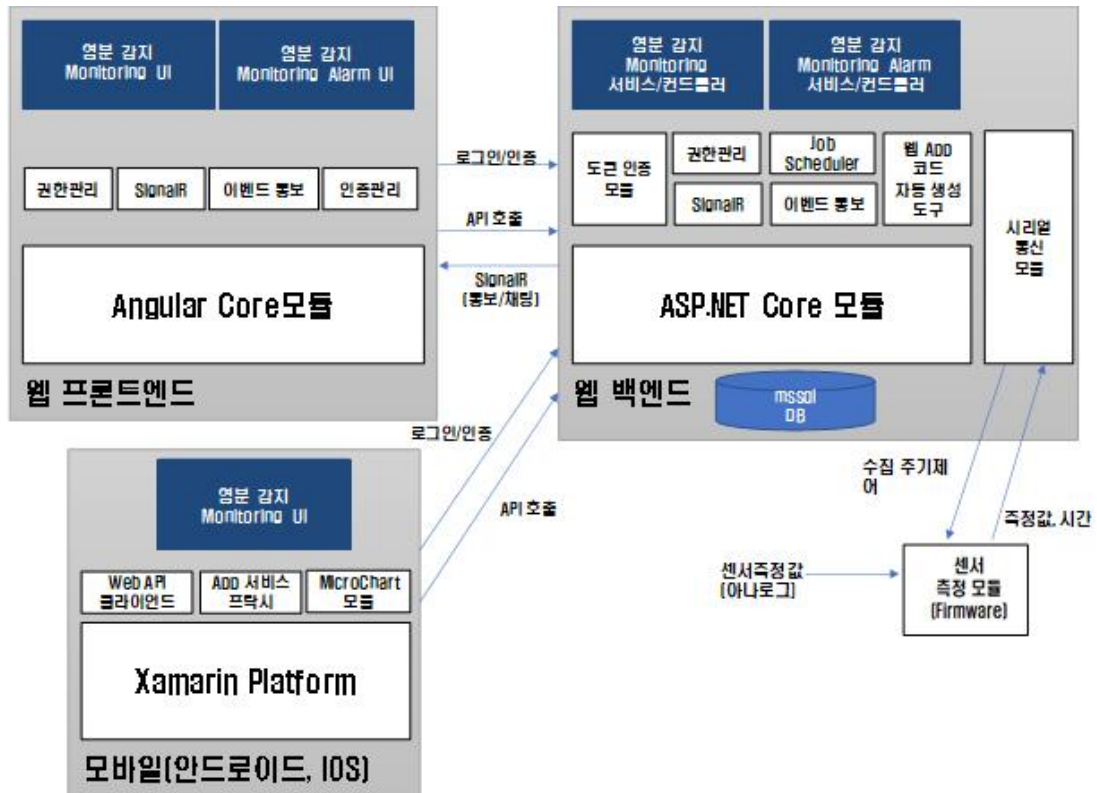 염분 감지
Monitoring UI
염분 감지
Monitoring Alarm UI
권한관리
SignalR
이벤트 통보
인증관리
Angular Core모듈
웹 프론트엔드
로그인/인증
API 호출
SignalR
(통보/채팅)
염분 감지
Monitoring
서비스/컨트롤러
염분 감지
Monitoring Alarm
서비스/컨트롤러
토큰 인증
모듈
권한관리
SignalR
Job
Scheduler
이벤트 통보
웹 App
코드
자동 생성
도구
시리얼
통신
모듈
ASP.NET Core 모듈
웹 백엔드
mssql
DB
로그인/인증
API 호출
염분 감지
Monitoring UI
Web API
클라이언트
App 서비스
프락시
MicroChart
모듈
Xamarin Platform
모바일(안드로이드, IOS)
수집 주기제
어
측정값, 시간
센서측정값
(아나로그)
센서
측정 모듈
(Firmware)